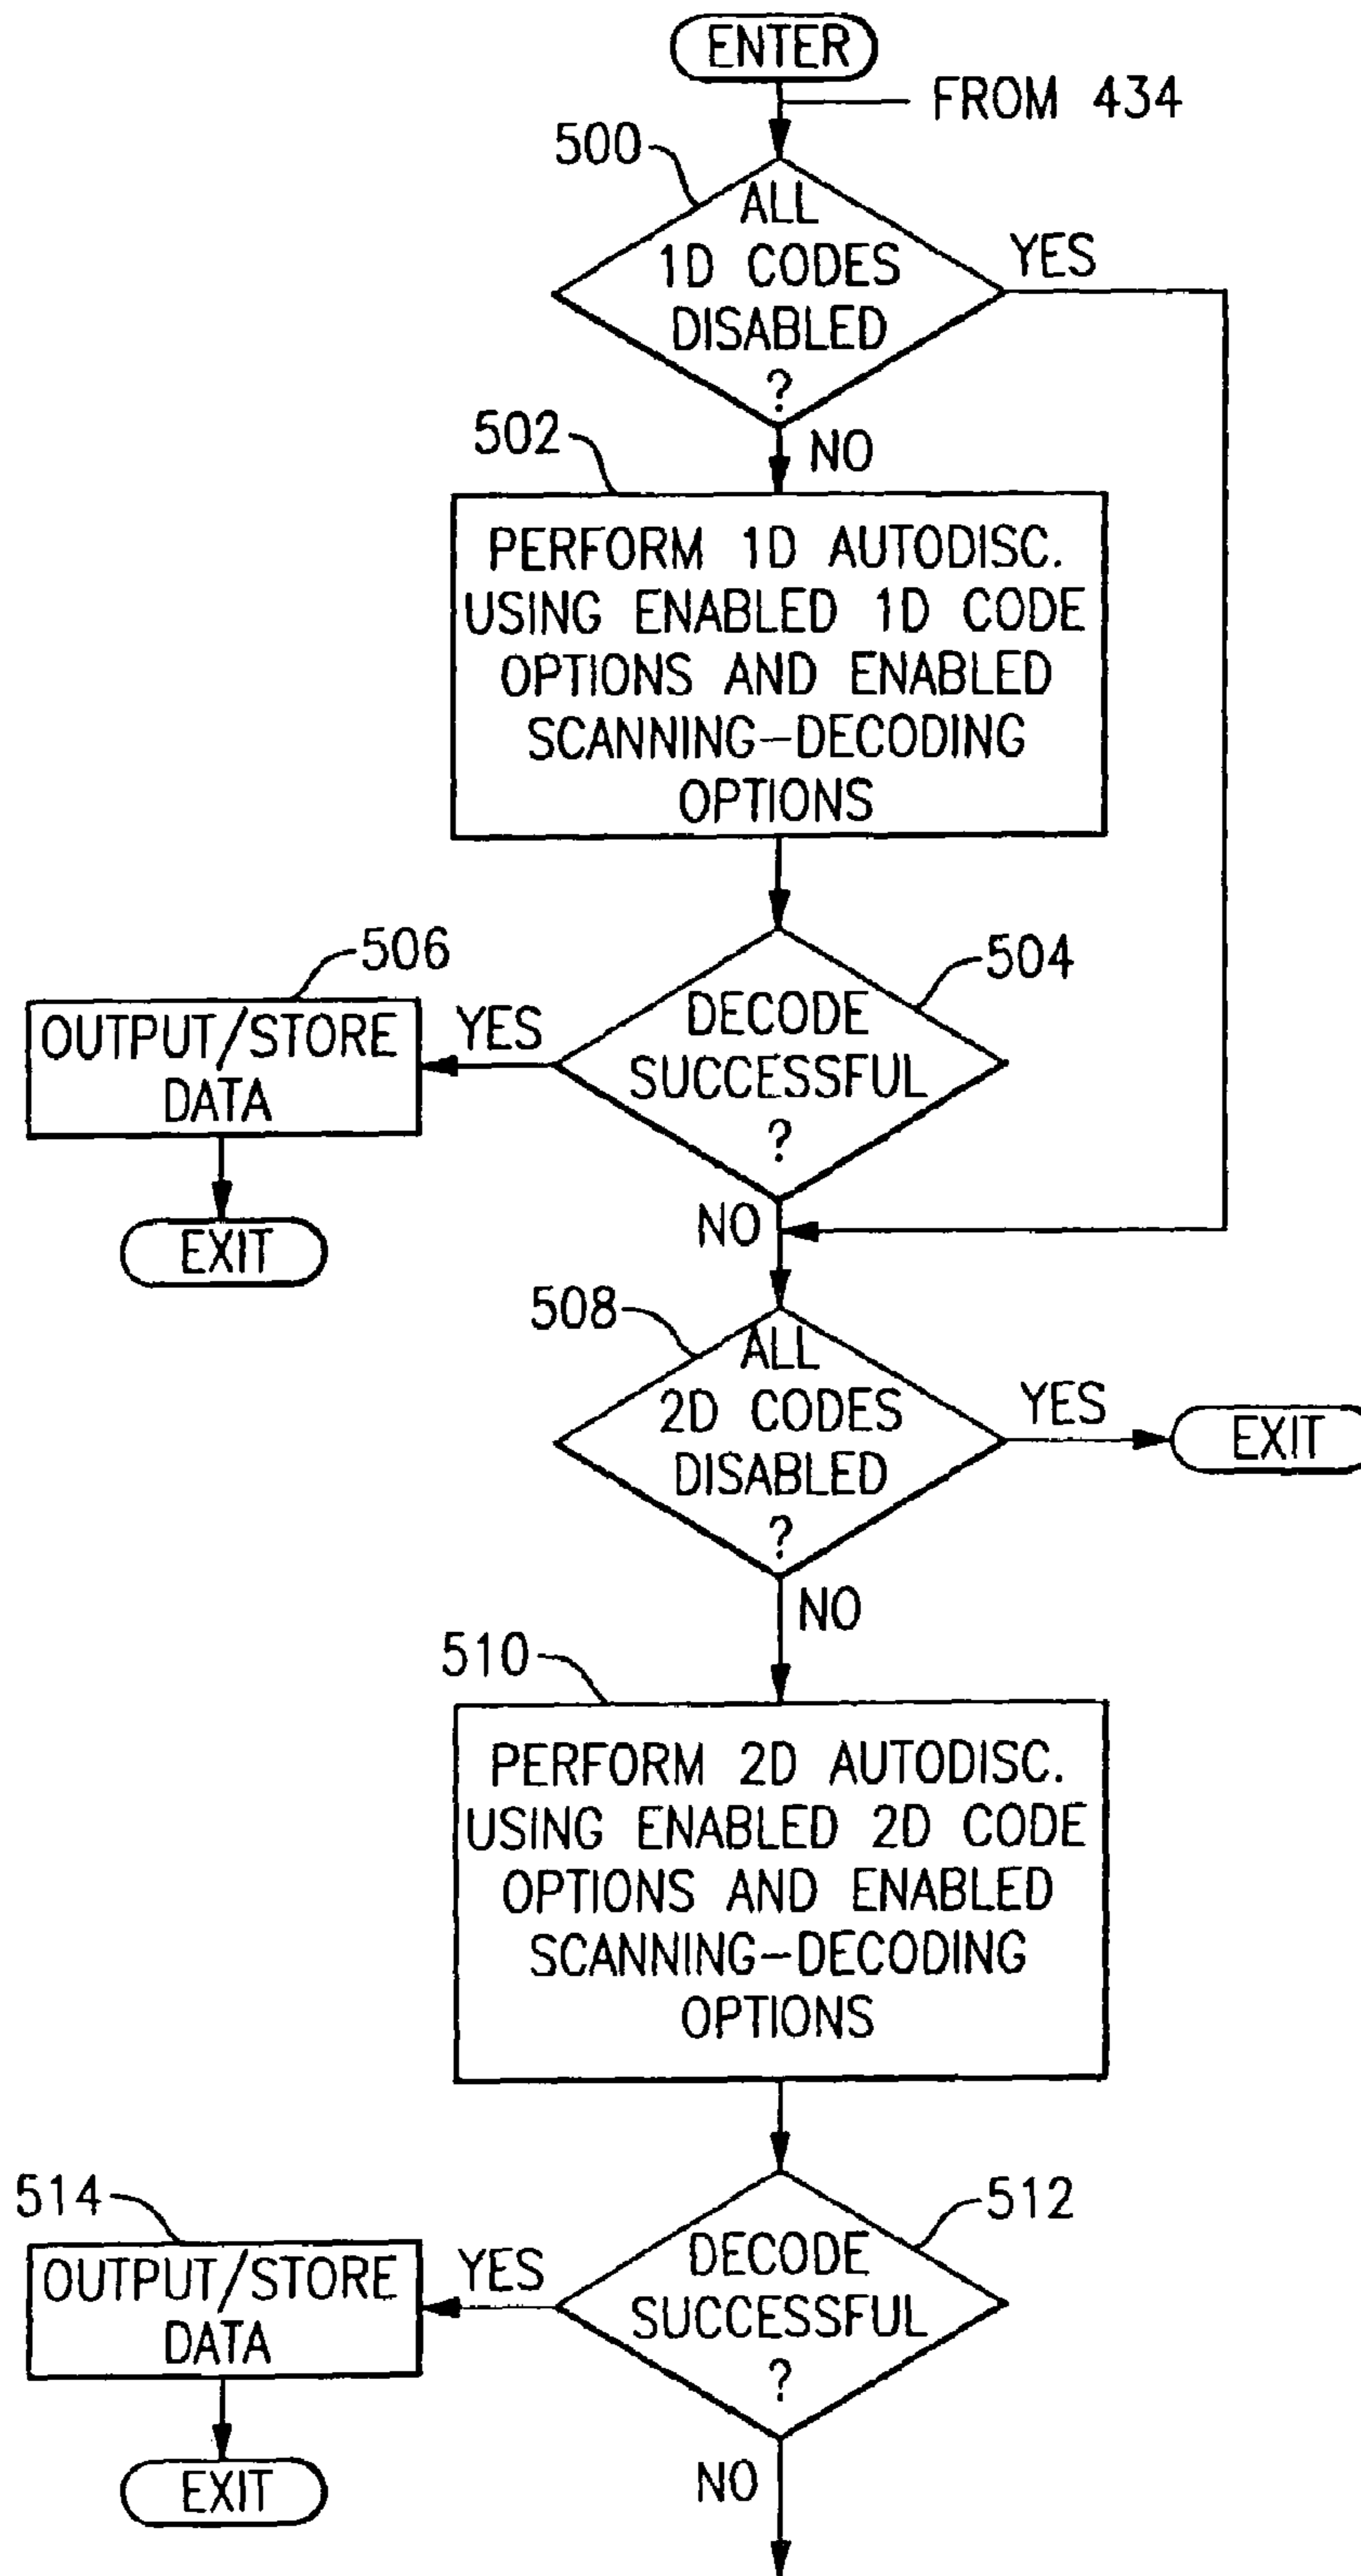 ENTER
FROM 434
500
ALL
1D CODES
DISABLED
?
YES
NO
502
PERFORM 1D AUTODISC.
USING ENABLED 1D CODE
OPTIONS AND ENABLED
SCANNING-DECODING
OPTIONS
504
DECODE
SUCCESSFUL
?
YES
506
OUTPUT/STORE
DATA
EXIT
NO
508
ALL
2D CODES
DISABLED
?
YES
EXIT
NO
510
PERFORM 2D AUTODISC.
USING ENABLED 2D CODE
OPTIONS AND ENABLED
SCANNING-DECODING
OPTIONS
512
DECODE
SUCCESSFUL
?
YES
514
OUTPUT/STORE
DATA
EXIT
NO